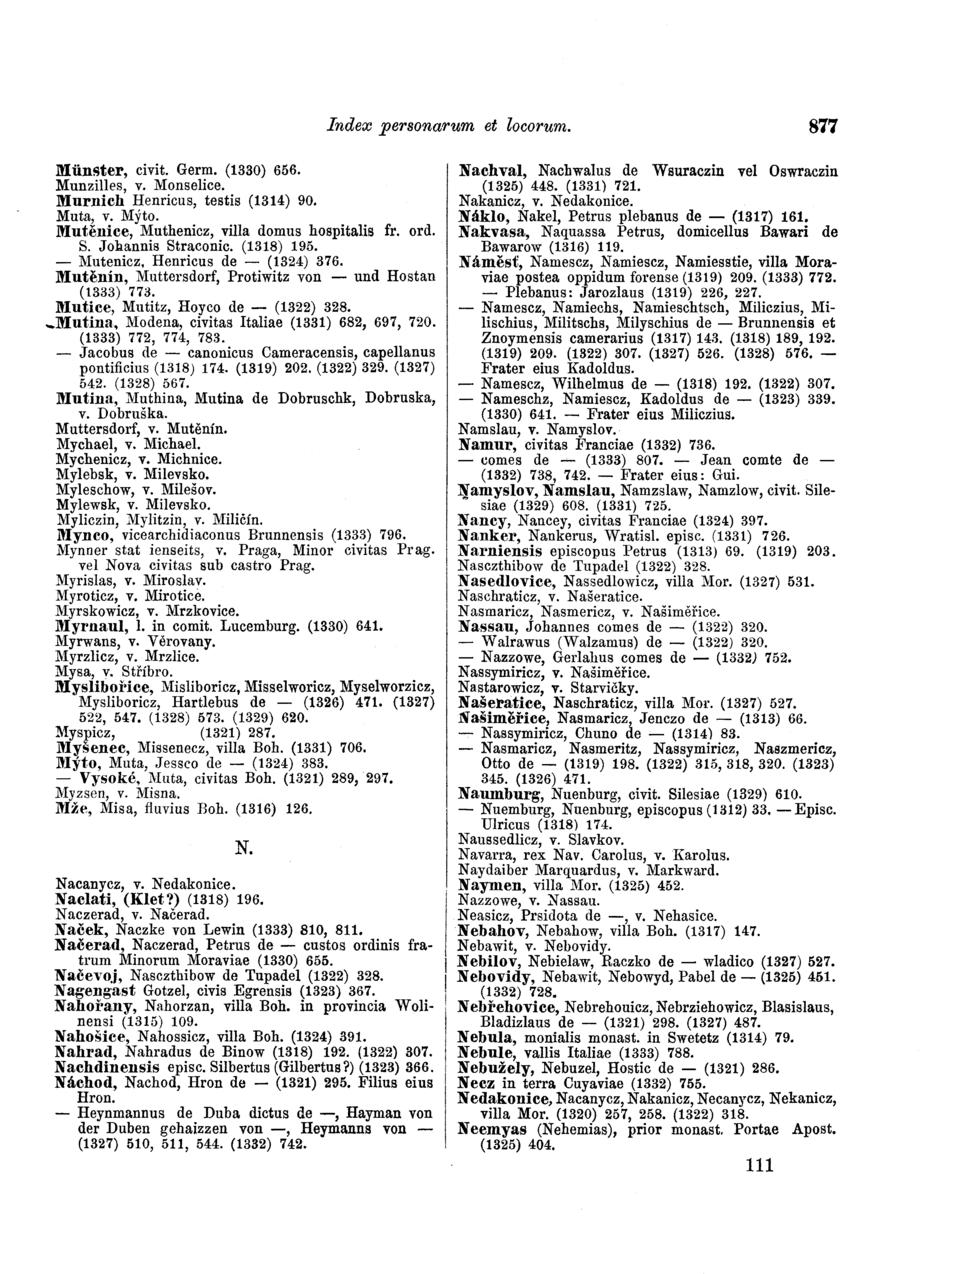 Index personarum et locorum.
877
Münster, civit. Germ. (1330) 656.
Munzilles, v. Monselice.
Murnich Henricus, testis (1314) 90.
Muta, v. Mýto.
Mutěnice, Muthenicz, villa domus hospitalis fr. ord.
S. Johannis Straconic. (1318) 195.
— Mutenicz, Henricus de — (1324) 376.
Mutěnín, Muttersdorf, Protiwitz von — und Hostan
(1333) 773.
Mutice, Mutitz, Hoyco de — (1322) 328.
Mutina, Modena, civitas Italiae (1331) 682, 697, 720.
(1333) 772, 774, 783.
— Jacobus de — canonicus Cameracensis, capellanus
pontificius (1318) 174. (1319) 202. (1322) 329. (1327)
542. (1328) 567.
Mutina, Muthina, Mutina de Dobruschk, Dobruska,
v. Dobruška.
Muttersdorf, v. Mutěnín.
Mychael, v. Michael.
Mychenicz, v. Michnice.
Mylebsk, v. Milevsko.
Myleschow, v. Milešov.
Mylewsk, v. Milevsko.
Myliczin, Mylitzin, v. Miličín.
Mynco, vicearchidiaconus Brunnensis (1333) 796.
Mynner stat ienseits, v. Praga, Minor civitas Prag.
vel Nova civitas sub castro Prag.
Myrislas, v. Miroslav.
Myroticz, v. Mirotice.
Myrskowicz, v. Mrzkovice.
Myrnaul, l. in comit. Lucemburg. (1330) 641.
Myrwans, v. Věrovany.
Myrzlicz, v. Mrzlice.
Mysa, v. Stříbro.
Myslibořice, Misliboricz, Misselworicz, Myselworzicz,
Mysliboricz, Hartlebus de — (1326) 471. (1327)
522, 547. (1328) 573. (1329) 620.
Myspicz, (1321) 287.
Myšenec, Missenecz, villa Boh. (1331) 706.
Mýto, Muta, Jessco de — (1324) 383.
— Vysoké, Muta, civitas Boh. (1321) 289, 297.
Myzsen, v. Misna.
Mže, Misa, fluvius Boh. (1316) 126.
N.
Nacanycz, v. Nedakonice.
Naclati, (Klet?) (1318) 196.
Naczerad, v. Načerad.
Naček, Naczke von Lewin (1333) 810, 811.
Načerad, Naczerad, Petrus de — custos ordinis fra-
trum Minorum Moraviae (1330) 655.
Načevoj, Nasczthibow de Tupadel (1322) 328.
Nagengast Gotzel, civis Egrensis (1323) 367.
Nahořany, Nahorzan, villa Boh. in provincia Woli-
nensi (1315) 109.
Nahošice, Nahossicz, villa Boh. (1324) 391.
Nahrad, Nahradus de Binow (1318) 192. (1322) 307.
Nachdinensis episc. Silbertus (Gilbertus?) (1323) 366.
Náchod, Nachod, Hron de — (1321) 295. Filius eius
Hron.
— Heynmannus de Duba dictus de —, Hayman von
der Duben gehaizzen von —, Heymanns von —
(1327) 510, 511, 544. (1332) 742.
Nachval, Nachwalus de Wsuraczin vel Oswraczin
(1325) 448. (1331) 721.
Nakanicz, v. Nedakonice.
Náklo, Nakel, Petrus plebanus de — (1317) 161.
Nakvasa, Naquassa Petrus, domicellus Bawari de
Bawarow (1316) 119.
Náměsť, Namescz, Namiescz, Namiesstie, villa Mora-
viae postea oppidum forense (1319) 209. (1333) 772.
— Plebanus: Jarozlaus (1319) 226, 227.
— Namescz, Namiechs, Namieschtsch, Miliczius, Mi-
lischius, Militschs, Milyschius de — Brunnensis et
Znoymensis camerarius (1317) 143. (1318) 189, 192.
(1319) 209. (1322) 307. (1327) 526. (1328) 576. —
Frater eius Kadoldus.
— Namescz, Wilhelmus de — (1318) 192. (1322) 307.
— Nameschz, Namiescz, Kadoldus de — (1323) 339.
(1330) 641. — Frater eius Miliczius.
Namslau, v. Namyslov.
Namur, civitas Franciae (1332) 736.
— comes de — (1333) 807. — Jean comte de —
(1332) 738, 742. — Frater eius: Gui.
Namyslov, Namslau, Namzslaw, Namzlow, civit. Sile-
siae (1329) 608. (1331) 725.
Nancy, Nancey, civitas Franciae (1324) 397.
Nanker, Nankerus, Wratisl. episc. (1331) 726.
Narniensis episcopus Petrus (1313) 69. (1319) 203.
Nasczthibow de Tupadel (1322) 328.
Nasedlovice, Nassedlowicz, villa Mor. (1327) 531.
Naschraticz, v. Našeratice.
Nasmaricz, Nasmericz, v. Našiměřice.
Nassau, Johannes comes de — (1322) 320.
— Walrawus (Walzamus) de — (1322) 320.
— Nazzowe, Gerlahus comes de — (1332) 752.
Nassymiricz, v. Našiměřice.
Nastarowicz, v. Starvičky.
Našeratice, Naschraticz, villa Mor. (1327) 527.
Našiměřice, Nasmaricz, Jenczo de — (1313) 66.
— Nassymiricz, Chuno de — (1314) 83.
— Nasmaricz, Nasmeritz, Nassymiricz, Naszmericz,
Otto de — (1319) 198. (1322) 315, 318, 320. (1323)
345. (1326) 471.
Naumburg, Nuenburg, civit. Silesiae (1329) 610.
— Nuemburg, Nuenburg, episcopus (1312) 33. — Episc.
Ulricus (1318) 174.
Naussedlicz, v. Slavkov.
Navarra, rex Nav. Carolus, v. Karolus.
Naydaiber Marquardus, v. Markward.
Naymen, villa Mor. (1325) 452.
Nazzowe, v. Nassau.
Neasicz, Prsidota de —, v. Nehasice.
Nebahov, Nebahow, villa Boh. (1317) 147.
Nebawit, v. Nebovidy.
Nebilov, Nebielaw, Raczko de — wladico (1327) 527.
Nebovidy, Nebawit, Nebowyd, Pabel de — (1325) 451.
(1332) 728.
Nebřehovice, Nebrehouicz, Nebrziehowicz, Blasislaus,
Bladizlaus de — (1321) 298. (1327) 487.
Nebula, monialis monast. in Swetetz (1314) 79.
Nebule, vallis Italiae (1333) 788.
Nebužely, Nebuzel, Hostic de — (1321) 286.
Necz in terra Cuyaviae (1332) 755.
Nedakonice, Nacanycz, Nakanicz, Necanycz, Nekanicz,
villa Mor. (1320) 257, 258. (1322) 318.
Neemyas (Nehemias), prior monast. Portae Apost.
(1325) 404.
111